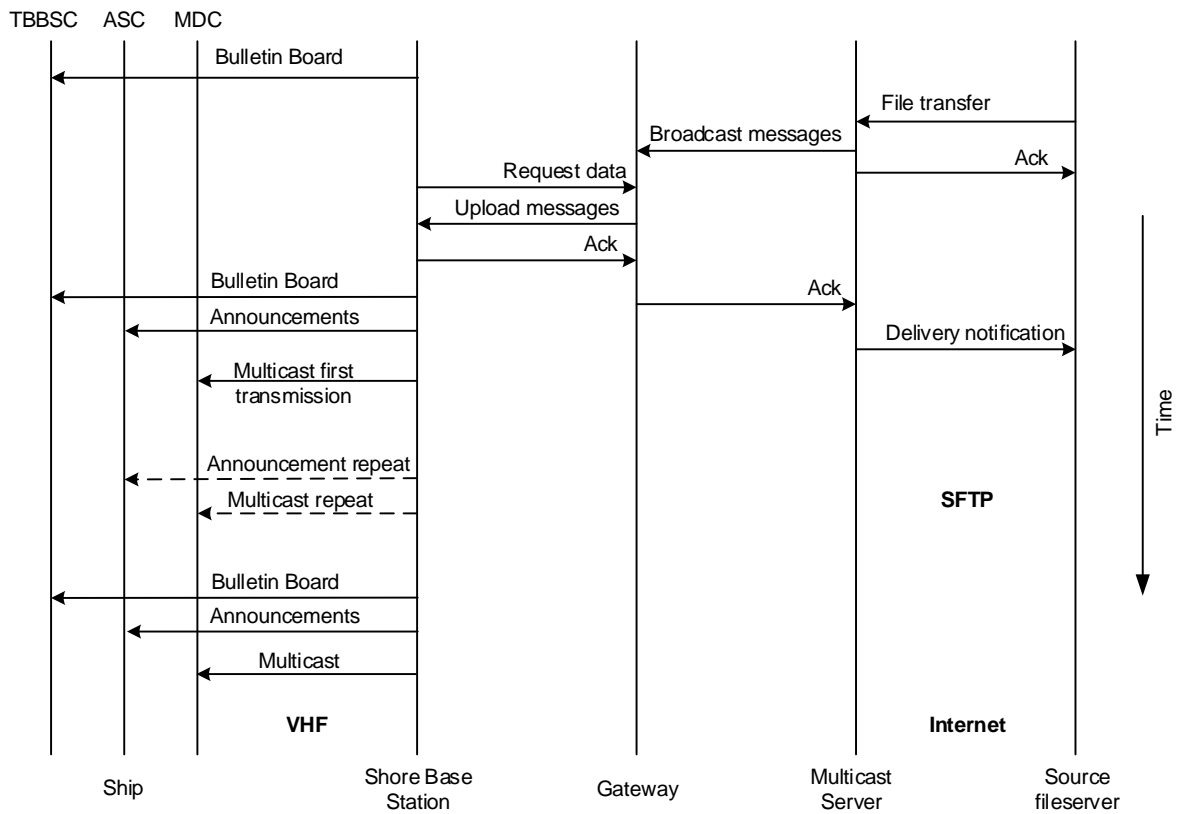 TBBSC ASC MDC
Bulletin Board
File transfer
Broadcast messages
Ack
Request data
Upload messages
Ack
Bulletin Board
Ack
Announcements
Delivery notification
Multicast first
transmission
Time
Announcement repeat
Multicast repeat
SFTP
Bulletin Board
Announcements
Multicast
VHF
Internet
Ship
Shore Base
Station
Gateway
Multicast
Server
Source
fileserver